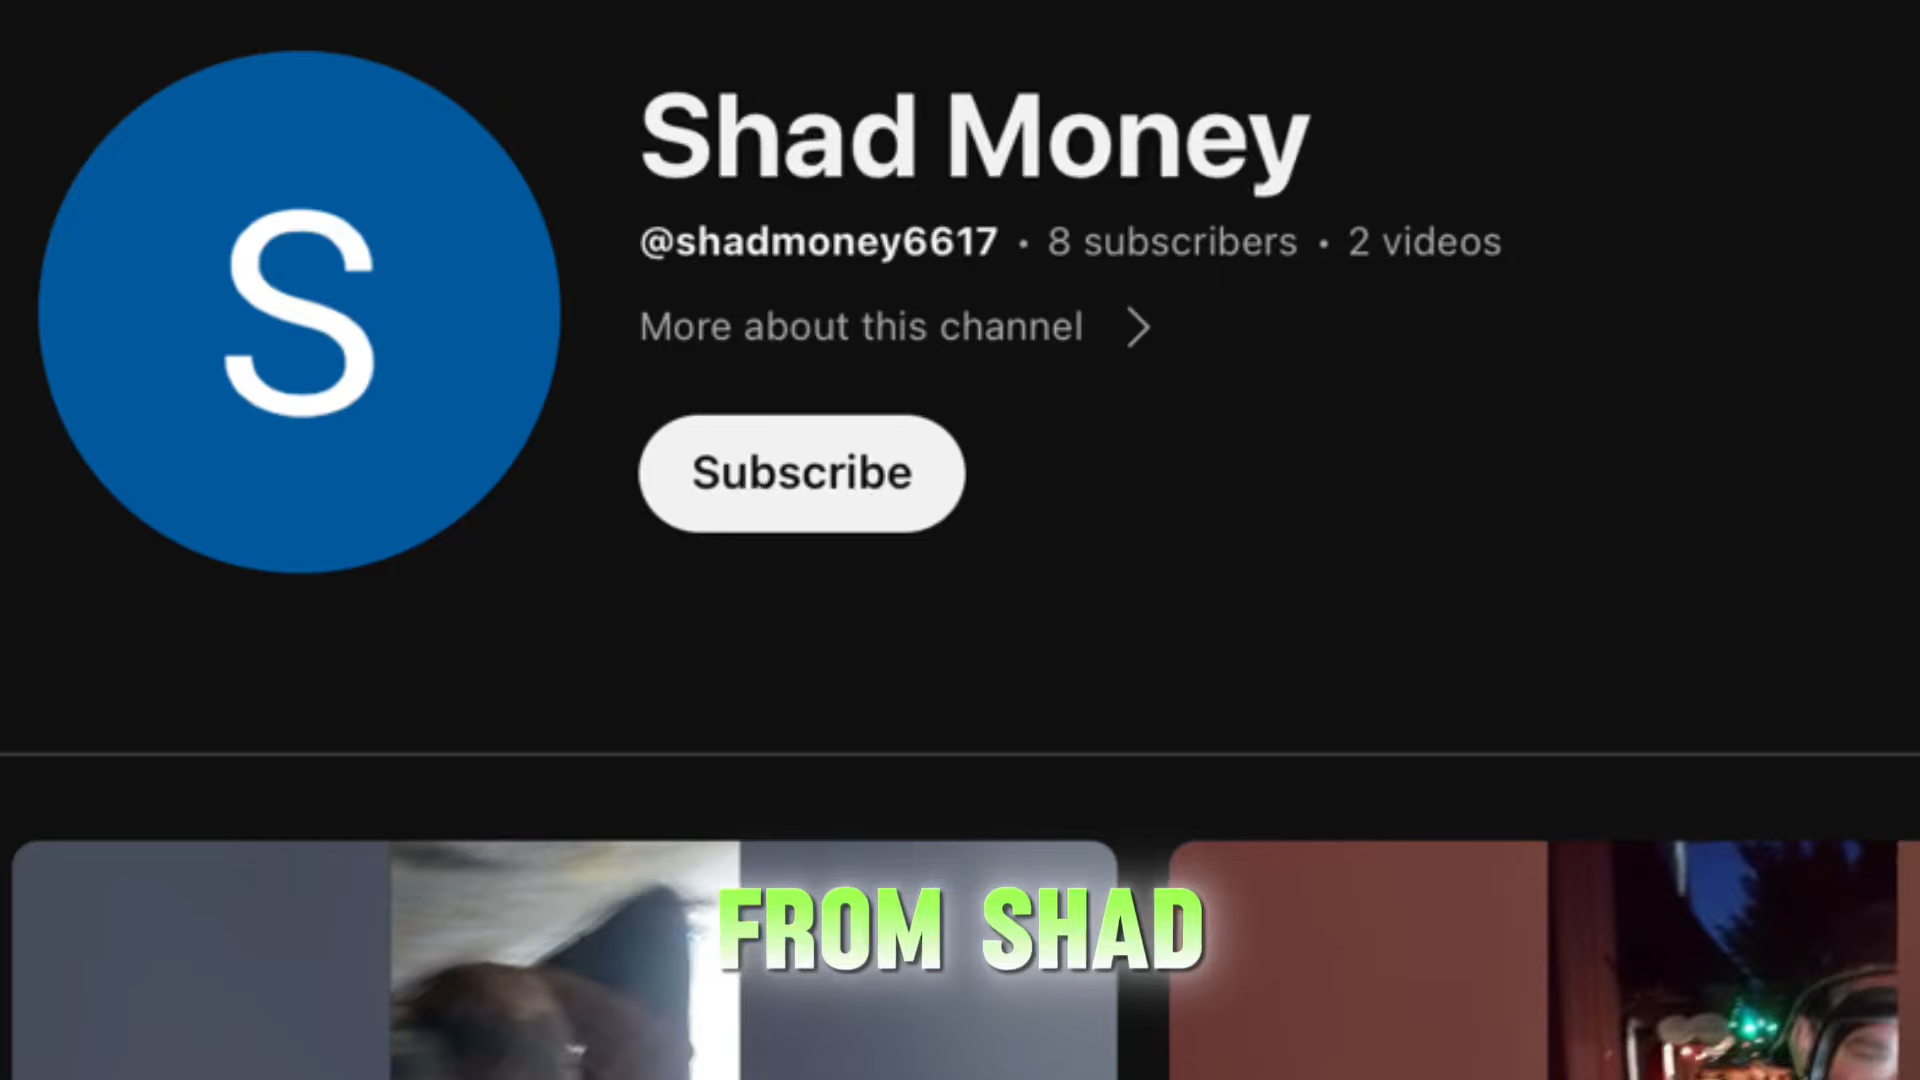 S
Shad Money
@shadmoney6617 · 8 subscribers · 2 videos
More about this channel
Subscribe
FROM SHAD